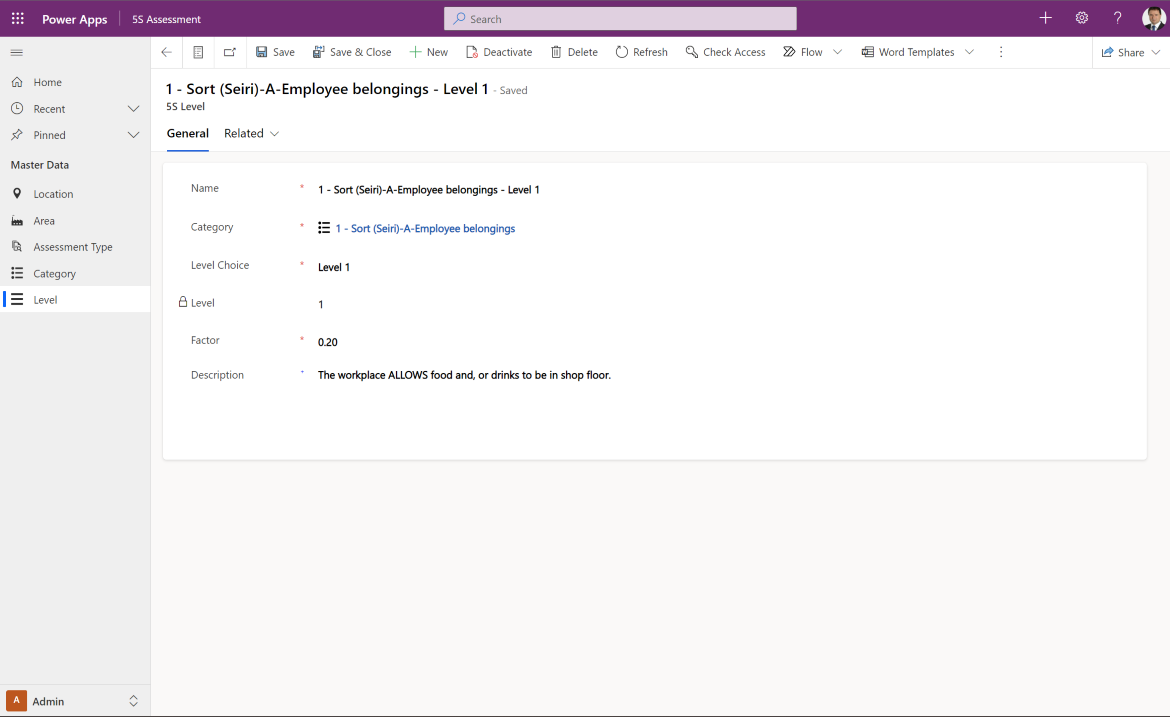 Power Apps 5S Assessment Search ?
Save Save & Close New Deactivate Delete Refresh Check Access Flow Word Templates Share
Home
Recent
Pinned
Master Data
Location
Area
Assessment Type
Category
Level
1 - Sort (Seiri)-A-Employee belongings - Level 1 - Saved
5S Level
General Related
Name * 1 - Sort (Seiri)-A-Employee belongings - Level 1
Category * 1 - Sort (Seiri)-A-Employee belongings
Level Choice * Level 1
Level 1
Factor * 0.20
Description The workplace ALLOWS food and, or drinks to be in shop floor.
A Admin